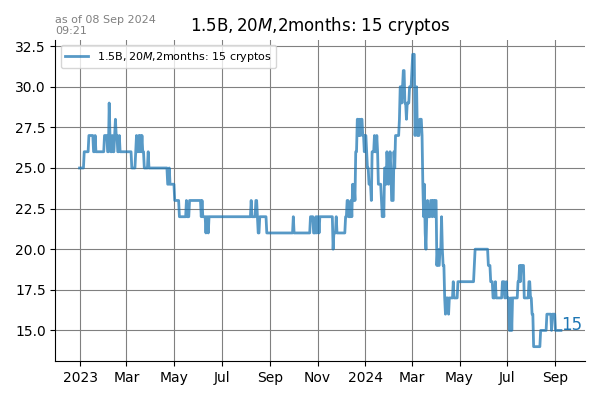 as of 08 Sep 2024
09:21
1.5B, 20M,2months: 15 cryptos
1.5B, 20M,2months: 15 cryptos
32.5
30.0
27.5
25.0
22.5
20.0
17.5
15.0
15
2023 Mar May Jul Sep Nov 2024 Mar May Jul Sep